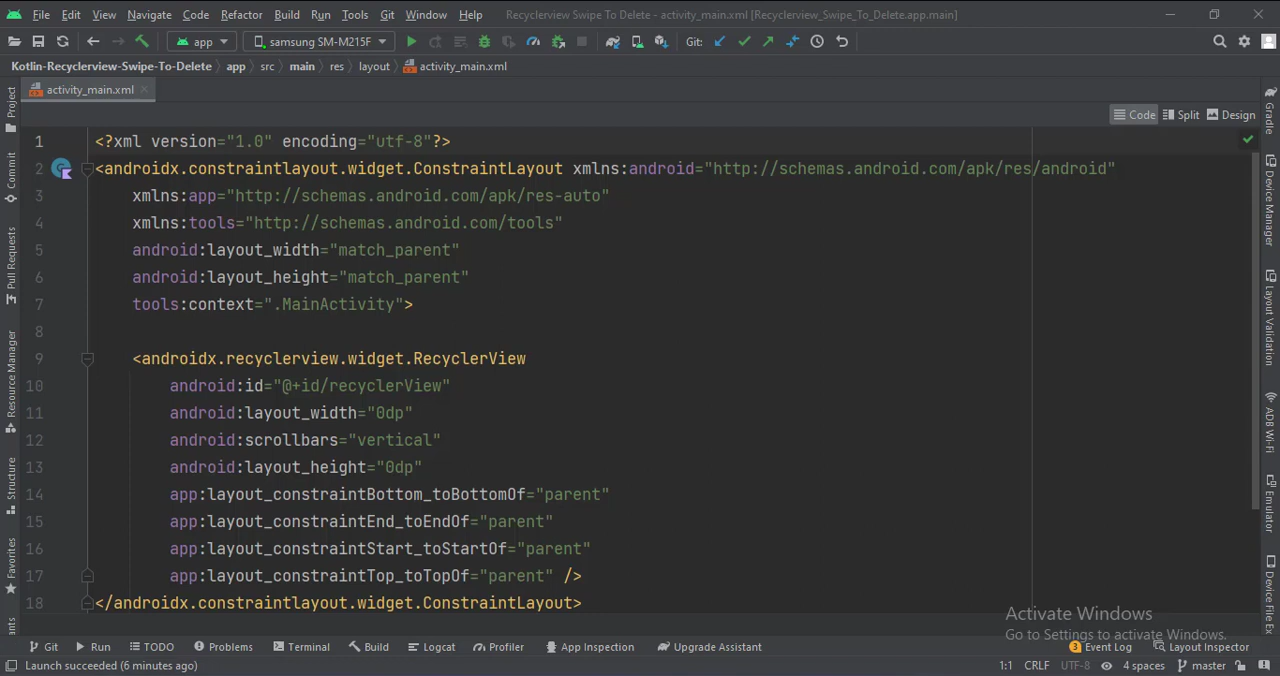 File Edit View Navigate Code Refactor Build Run Tools Git Window Help Recyclerview Swipe To Delete - activity_main.xml [Recyclerview_Swipe_To_Delete.app.main]
app samsung SM-M215F Git:
Kotlin-Recyclerview-Swipe-To-Delete app src main res layout activity_main.xml
activity_main.xml
Code Split Design
1 <?xml version="1.0" encoding="utf-8"?>
2 <androidx.constraintlayout.widget.ConstraintLayout xmlns:android="http://schemas.android.com/apk/res/android"
3 xmlns:app="http://schemas.android.com/apk/res-auto"
4 xmlns:tools="http://schemas.android.com/tools"
5 android:layout_width="match_parent"
6 android:layout_height="match_parent"
7 tools:context=".MainActivity">
8
9 <androidx.recyclerview.widget.RecyclerView
10 android:id="@+id/recyclerView"
11 android:layout_width="0dp"
12 android:scrollbars="vertical"
13 android:layout_height="0dp"
14 app:layout_constraintBottom_toBottomOf="parent"
15 app:layout_constraintEnd_toEndOf="parent"
16 app:layout_constraintStart_toStartOf="parent"
17 app:layout_constraintTop_toTopOf="parent" />
18 </androidx.constraintlayout.widget.ConstraintLayout>
Project
Commit
Pull Requests
Resource Manager
Structure
Favorites
Gradle
Device Manager
Layout Validation
ADB Wi-Fi
Emulator
Device File Ex
Activate Windows
Go to Settings to activate Windows.
Git Run TODO Problems Terminal Build Logcat Profiler App Inspection Upgrade Assistant 3 Event Log Layout Inspector
Launch succeeded (6 minutes ago) 1:1 CRLF UTF-8 4 spaces master